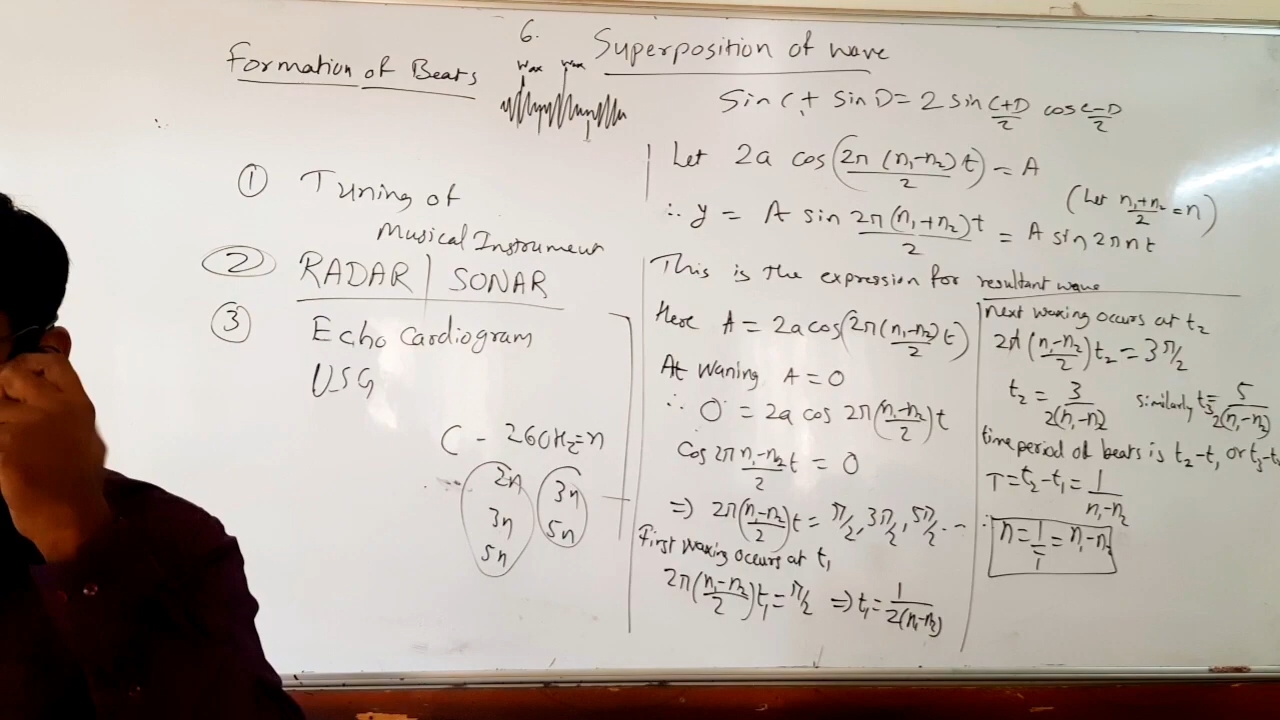 6. Superposition of wave
Formation of Beats
Wax Wax
Sin C + Sin D = 2 sin C+D/2 cos C-D/2
① Tuning of
Musical Instrument
② RADAR | SONAR
③ Echo Cardiogram
USG
C - 260Hz = n
2n
3n
5n
3n
5n
Let 2a cos(2π (n₁-n₂)t/2) = A
(Let n₁+n₂/2 = n)
∴ y = A sin 2π(n₁+n₂)t/2 = A sin 2πnt
This is the expression for resultant wave
Here A = 2a cos(2π(n₁-n₂)t/2)
At Waning A = 0
∴ 0 = 2a cos 2π(n₁-n₂/2)t
Cos 2π n₁-n₂/2 t = 0
⇒ 2π(n₁-n₂/2)t = π/2, 3π/2, 5π/2 . --
First waxing occurs at t₁
2π(n₁-n₂/2)t₁ = π/2 ⇒ t₁ = 1/2(n₁-n₂)
next waxing occurs at t₂
2π(n₁-n₂/2)t₂ = 3π/2
t₂ = 3/2(n₁-n₂) similarly t₃ = 5/2(n₁-n₂)
time period of beats is t₂-t₁ or t₃-t₂
T = t₂-t₁ = 1/n₁-n₂
∴ n = 1/T = n₁-n₂